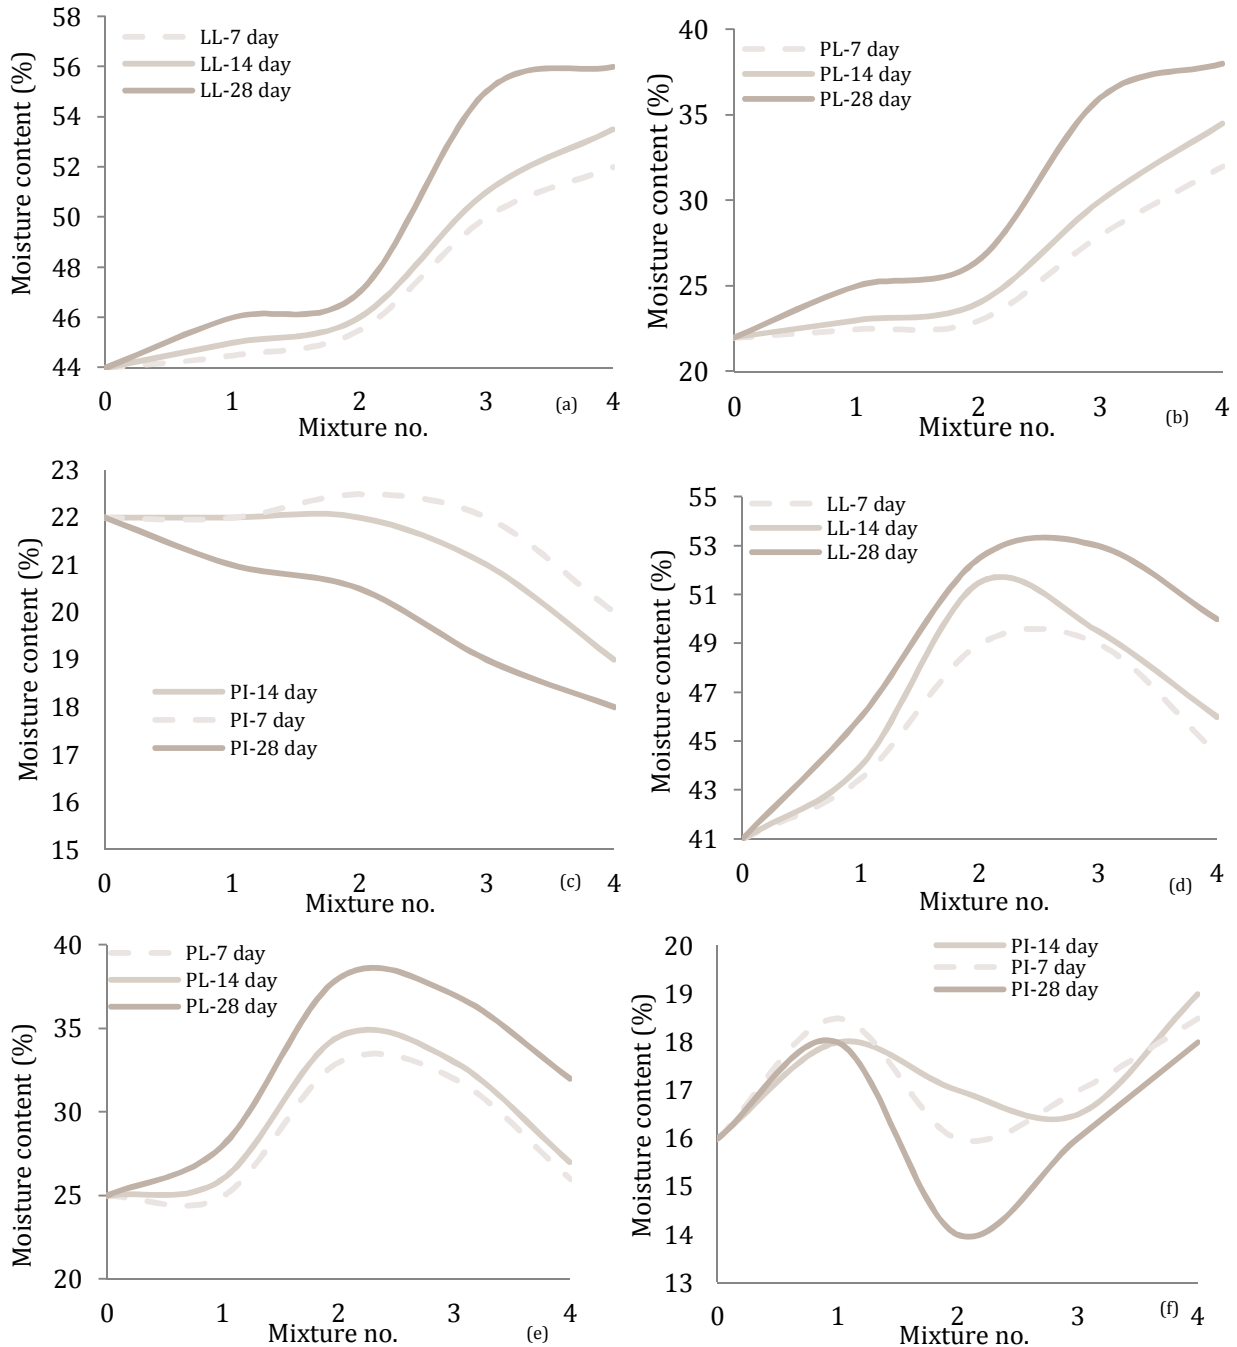 58
56
54
52
50
48
46
44
Moisture content (%)
LL-7 day
LL-14 day
LL-28 day
0 1 2 3 4
(a)
Mixture no.
40
35
30
25
20
Moisture content (%)
PL-7 day
PL-14 day
PL-28 day
0 1 2 3 4
(b)
Mixture no.
23
22
21
20
19
18
17
16
15
Moisture content (%)
PI-14 day
PI-7 day
PI-28 day
0 1 2 3 4
(c)
Mixture no.
55
53
51
49
47
45
43
41
Moisture content (%)
LL-7 day
LL-14 day
LL-28 day
0 1 2 3 4
(d)
Mixture no.
40
35
30
25
20
Moisture content (%)
PL-7 day
PL-14 day
PL-28 day
0 1 2 3 4
(e)
Mixture no.
20
19
18
17
16
15
14
13
Moisture content (%)
PI-14 day
PI-7 day
PI-28 day
0 1 2 3 4
(f)
Mixture no.